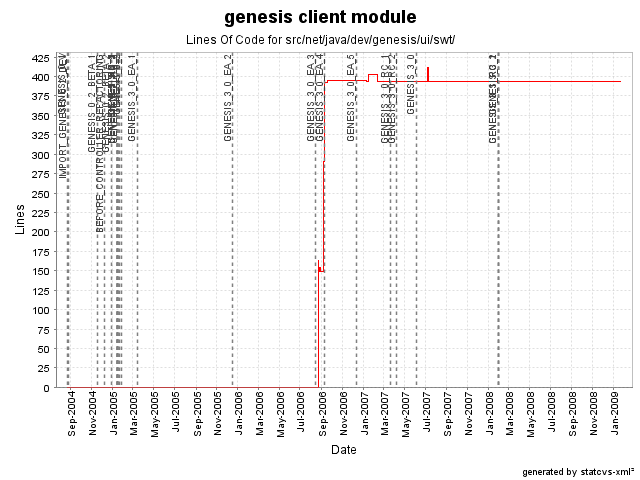 genesis client module
Lines Of Code for src/net/java/dev/genesis/ui/swt/
Lines
425
400
375
350
325
300
275
250
225
200
175
150
125
100
75
50
25
0
GENESIS_0_2_BETA_1
BEFORE_CONTROLLER_REFACTORING
GENESIS_3_0_EA_1
GENESIS_3_0_EA_2
GENESIS_3_0_EA_3
GENESIS_3_0_EA_4
GENESIS_3_0_EA_5
GENESIS_3_0
Sep-2004
Nov-2004
Jan-2005
Mar-2005
May-2005
Jul-2005
Sep-2005
Nov-2005
Jan-2006
Mar-2006
May-2006
Jul-2006
Sep-2006
Nov-2006
Jan-2007
Mar-2007
May-2007
Jul-2007
Sep-2007
Nov-2007
Jan-2008
Mar-2008
May-2008
Jul-2008
Sep-2008
Nov-2008
Jan-2009
Date
generated by statcvs-xml²